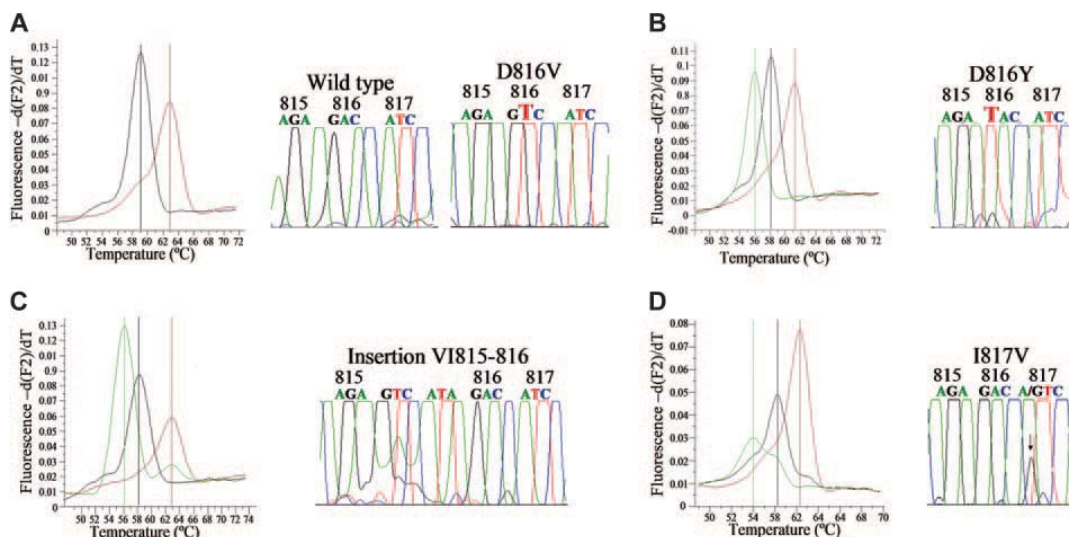 A
Fluorescence –d(F2)/dT
0.13
0.12
0.11
0.10
0.09
0.08
0.07
0.06
0.05
0.04
0.03
0.02
0.01
0
50 52 54 56 58 60 62 64 66 68 70 72
Temperature (ºC)
Wild type
815 816 817
AGA GAC ATC
D816V
815 816 817
AGA GTC ATC
B
Fluorescence –d(F2)/dT
0.11
0.10
0.09
0.08
0.07
0.06
0.05
0.04
0.03
0.02
0.01
-0.01
50 52 54 56 58 60 62 64 66 68 70 72
Temperature (ºC)
D816Y
815 816 817
AGA TAC ATC
C
Fluorescence –d(F2)/dT
0.13
0.12
0.11
0.10
0.09
0.08
0.07
0.06
0.05
0.04
0.03
0.02
0.01
0
50 52 54 56 58 60 62 64 66 68 70 72 74
Temperature (ºC)
Insertion VI815-816
815 816 817
AGA GTC ATA GAC ATC
D
Fluorescence –d(F2)/dT
0.08
0.07
0.06
0.05
0.04
0.03
0.02
0.01
0
50 54 56 58 60 62 64 66 70
Temperature (ºC)
I817V
815 816 817
AGA GAC A/GTC